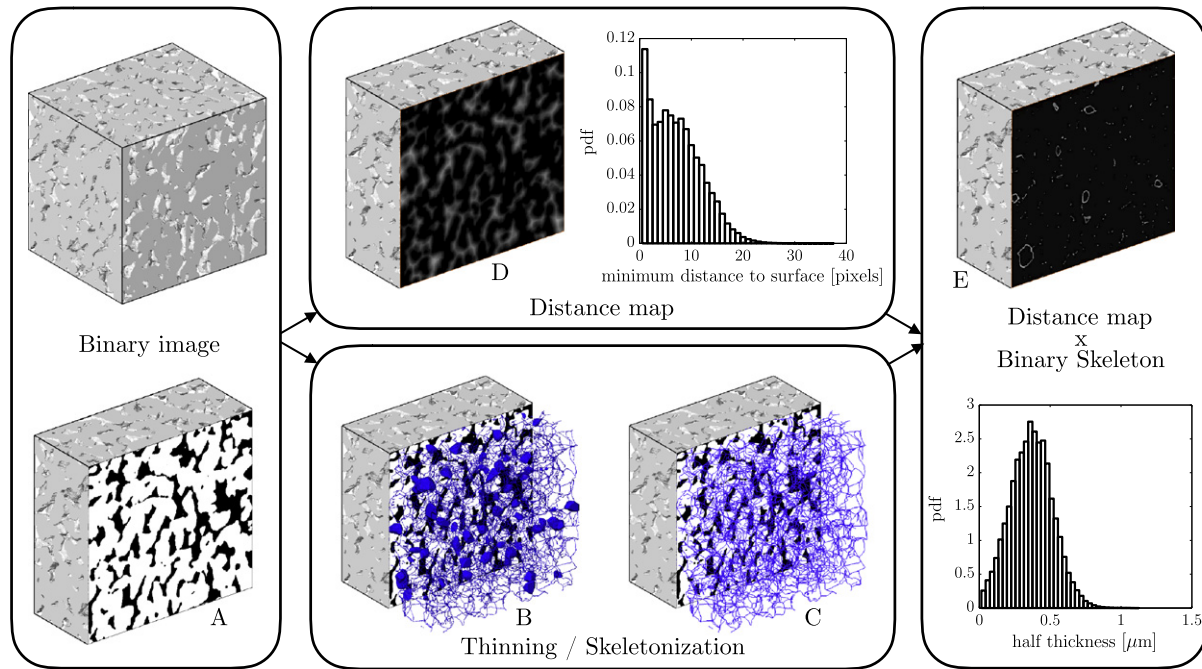 Binary image
A
D
0.12
0.1
0.08
0.06
0.04
0.02
0
pdf
0 10 20 30 40
minimum distance to surface [pixels]
Distance map
B
C
Thinning / Skeletonization
E
Distance map
x
Binary Skeleton
3
2.5
2
1.5
1
0.5
0
pdf
0 0.5 1 1.5
half thickness [μm]